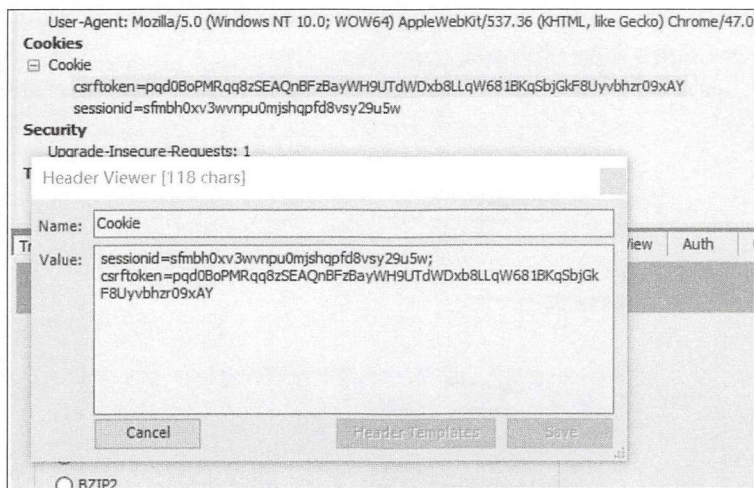 User-Agent: Mozilla/5.0 (Windows NT 10.0; WOW64) AppleWebKit/537.36 (KHTML, like Gecko) Chrome/47.0
Cookies
Cookie
csrftoken=pqd0BoPMRqq8zSEAQnBFzBayWH9UTdWDxb8LLqW681BKqSbjGkF8Uyvbhzr09xAY
sessionid=sfmbh0xv3wvnpu0mjshqpfd8vsy29u5w
Security
Upgrade-Insecure-Requests: 1
T
Header Viewer [118 chars]
Name: Cookie
Tr
View Auth
Value: sessionid=sfmbh0xv3wvnpu0mjshqpfd8vsy29u5w;
csrftoken=pqd0BoPMRqq8zSEAQnBFzBayWH9UTdWDxb8LLqW681BKqSbjGk
F8Uyvbhzr09xAY
Cancel Header Templates Save
BZIP2